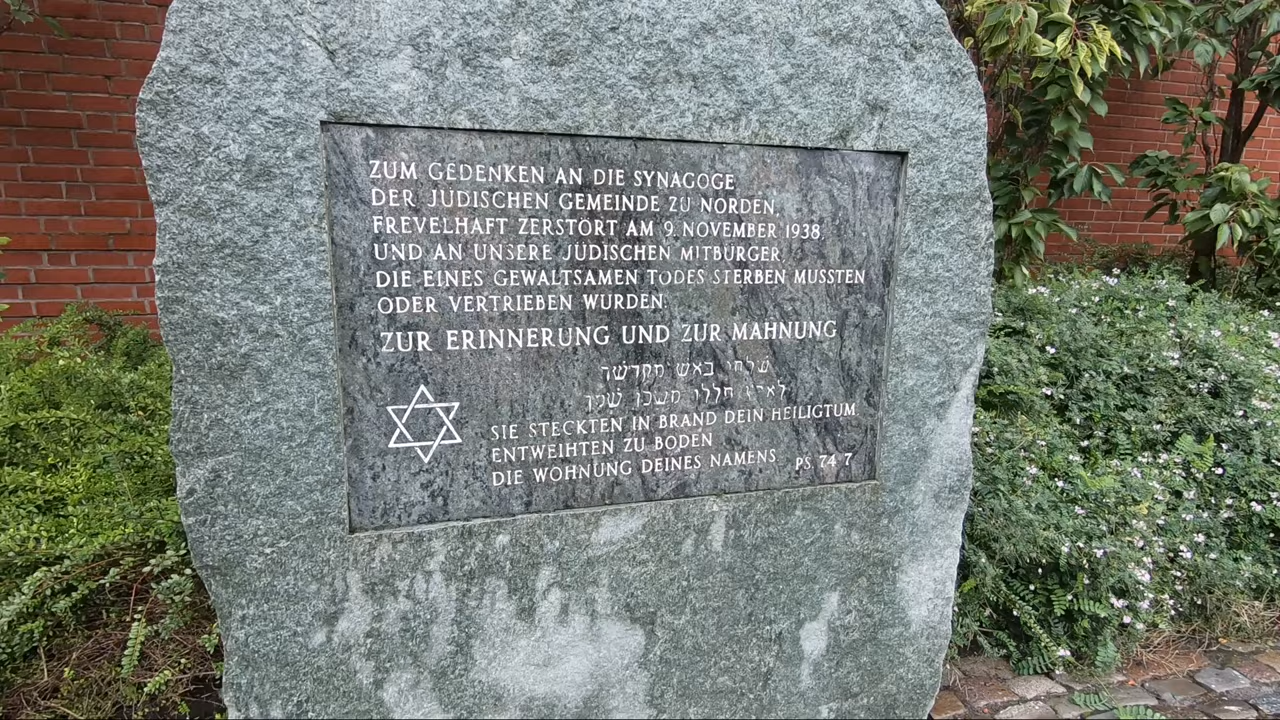 ZUM GEDENKEN AN DIE SYNAGOGE
DER JÜDISCHEN GEMEINDE ZU NORDEN,
FREVELHAFT ZERSTÖRT AM 9. NOVEMBER 1938,
UND AN UNSERE JÜDISCHEN MITBÜRGER,
DIE EINES GEWALTSAMEN TODES STERBEN MUSSTEN
ODER VERTRIEBEN WURDEN.
ZUR ERINNERUNG UND ZUR MAHNUNG
שלחו באש מקדשך
לארץ חללו משכן שמך
SIE STECKTEN IN BRAND DEIN HEILIGTUM
ENTWEIHTEN ZU BODEN
DIE WOHNUNG DEINES NAMENS PS 74 7